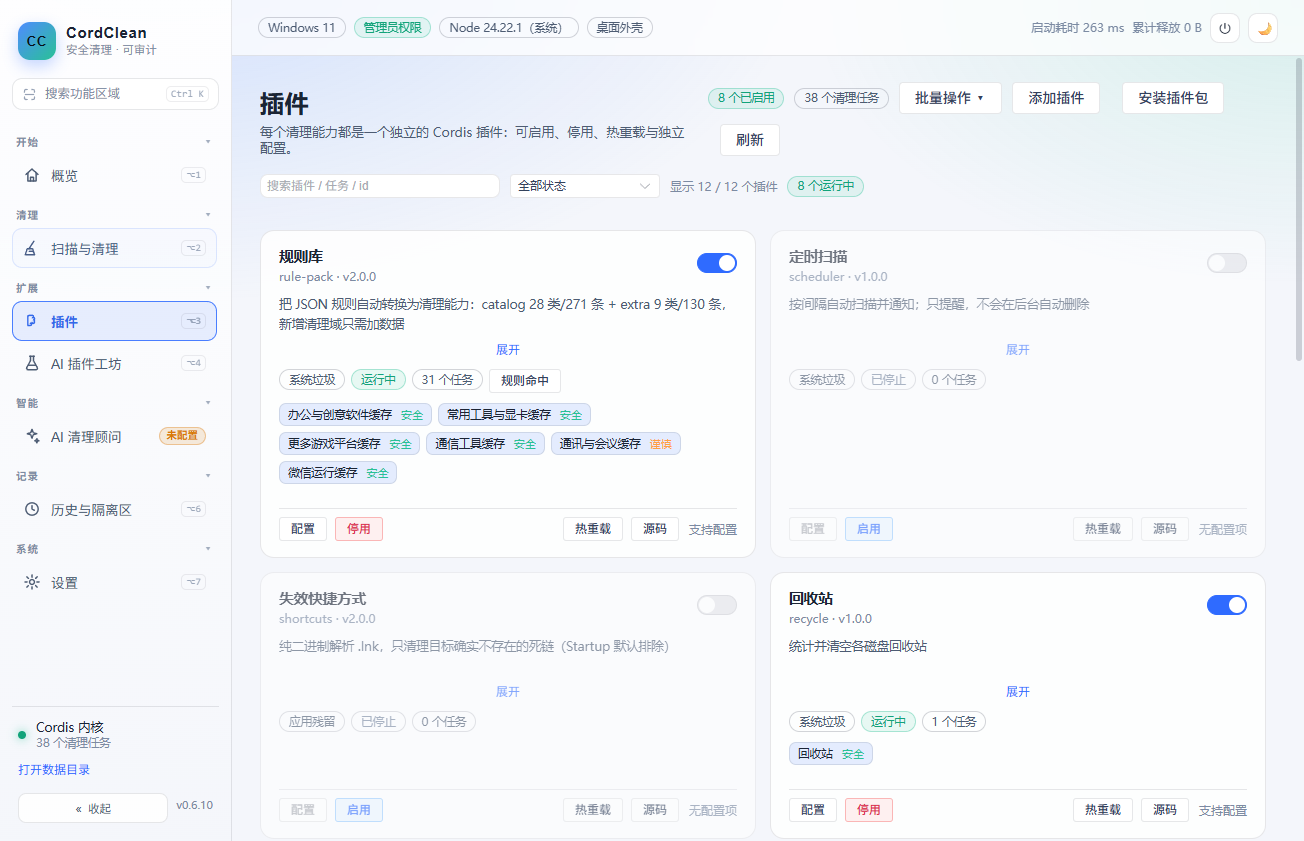 CC
CordClean
安全清理 · 可审计
搜索功能区域 Ctrl K
开始
概览 ⌥1
清理
扫描与清理 ⌥2
扩展
插件 ⌥3
AI 插件工坊 ⌥4
智能
AI 清理顾问 未配置
记录
历史与隔离区 ⌥6
系统
设置 ⌥7
Cordis 内核
38 个清理任务
打开数据目录
« 收起 v0.6.10
Windows 11 管理员权限 Node 24.22.1（系统） 桌面外壳 启动耗时 263 ms 累计释放 0 B
插件
每个清理能力都是一个独立的 Cordis 插件：可启用、停用、热重载与独立
配置。
8 个已启用 38 个清理任务 批量操作 ▾ 添加插件 安装插件包
刷新
搜索插件 / 任务 / id 全部状态 显示 12 / 12 个插件 8 个运行中
规则库
rule-pack · v2.0.0
把 JSON 规则自动转换为清理能力：catalog 28 类/271 条 + extra 9 类/130 条，
新增清理域只需加数据
展开
系统垃圾 运行中 31 个任务 规则命中
办公与创意软件缓存 安全 常用工具与显卡缓存 安全
更多游戏平台缓存 安全 通信工具缓存 安全 通讯与会议缓存 谨慎
微信运行缓存 安全
配置 停用 热重载 源码 支持配置
定时扫描
scheduler · v1.0.0
按间隔自动扫描并通知；只提醒，不会在后台自动删除
展开
系统垃圾 已停止 0 个任务
配置 启用 热重载 源码 无配置项
失效快捷方式
shortcuts · v2.0.0
纯二进制解析 .lnk，只清理目标确实不存在的死链（Startup 默认排除）
展开
应用残留 已停止 0 个任务
配置 启用 热重载 源码 无配置项
回收站
recycle · v1.0.0
统计并清空各磁盘回收站
展开
系统垃圾 运行中 1 个任务
回收站 安全
配置 停用 热重载 源码 支持配置